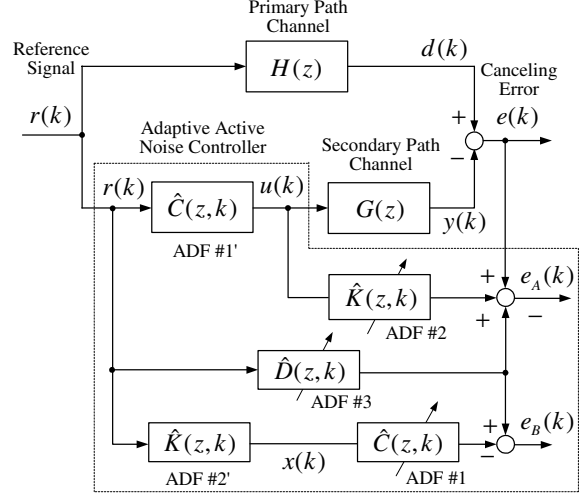 Primary Path
Channel
Reference
Signal
H(z)
d(k)
Canceling
Error
r(k)
+
e(k)
−
Adaptive Active
Noise Controller
Secondary Path
Channel
r(k)
u(k)
Ĉ(z,k)
G(z)
y(k)
ADF #1'
K̂(z,k)
+
+
−
e_A(k)
ADF #2
D̂(z,k)
ADF #3
K̂(z,k)
x(k)
Ĉ(z,k)
+
−
e_B(k)
ADF #2'
ADF #1